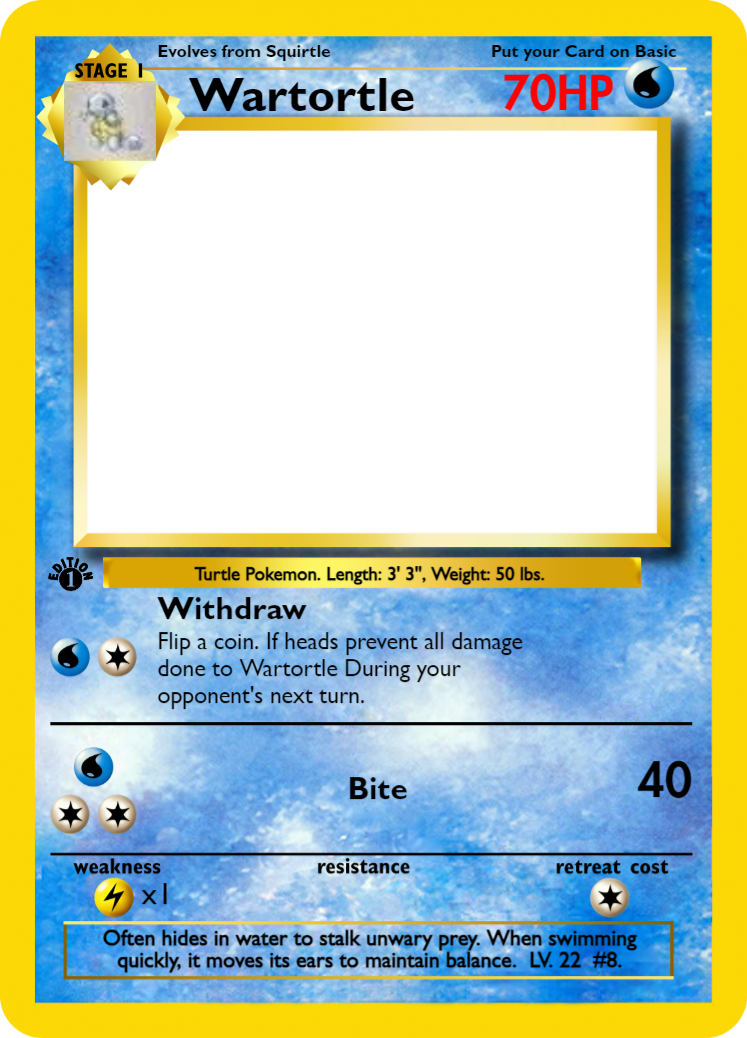 Evolves from Squirtle
Put your Card on Basic
STAGE 1
Wartortle
70HP
EDITION
1
Turtle Pokemon. Length: 3' 3", Weight: 50 lbs.
Withdraw
Flip a coin. If heads prevent all damage
done to Wartortle During your
opponent's next turn.
Bite
40
weakness
resistance
retreat cost
x1
Often hides in water to stalk unwary prey. When swimming
quickly, it moves its ears to maintain balance. LV. 22 #8.